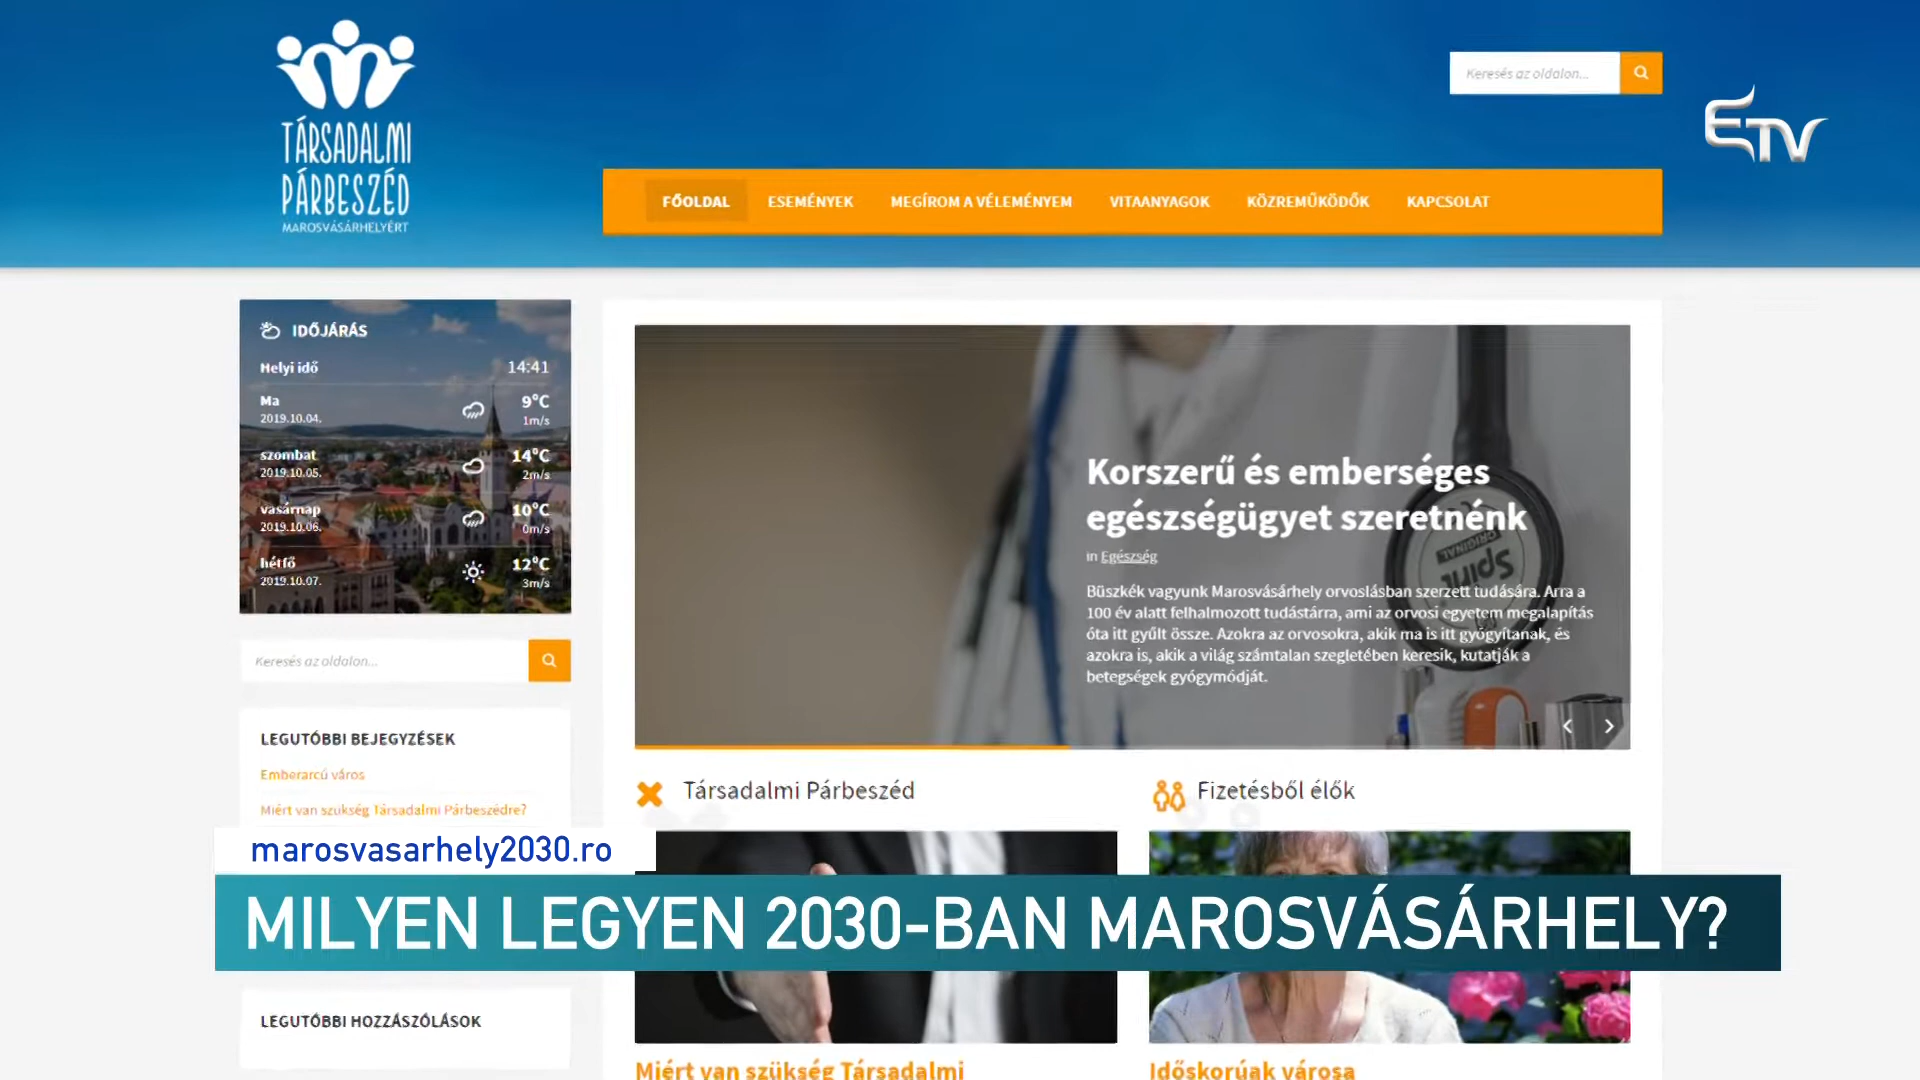 TÁRSADALMI
PÁRBESZÉD
MAROSVÁSÁRHELYÉRT
Keresés az oldalon...
ETV
FŐOLDAL
ESEMÉNYEK
MEGÍROM A VÉLEMÉNYEM
VITAANYAGOK
KÖZREMŰKÖDŐK
KAPCSOLAT
IDŐJÁRÁS
Helyi idő 14:41
Ma 9°C
2019.10.04. 1m/s
szombat 14°C
2019.10.05. 2m/s
vasárnap 10°C
2019.10.06. 0m/s
hétfő 12°C
2019.10.07. 3m/s
Keresés az oldalon...
LEGUTÓBBI BEJEGYZÉSEK
Emberarcú város
Miért van szükség Társadalmi Párbeszédre?
Korszerű és emberséges
egészségügyet szeretnénk
in Egészség
Büszkék vagyunk Marosvásárhely orvoslásban szerzett tudására. Arra a
100 év alatt felhalmozott tudástárra, ami az orvosi egyetem megalapítás
óta itt gyűlt össze. Azokra az orvosokra, akik ma is itt gyógyítanak, és
azokra is, akik a világ számtalan szegletében keresik, kutatják a
betegségek gyógymódját.
ORIGINAL
Spirit
Társadalmi Párbeszéd
Fizetésből élők
marosvasarhely2030.ro
MILYEN LEGYEN 2030-BAN MAROSVÁSÁRHELY?
LEGUTÓBBI HOZZÁSZÓLÁSOK
Miért van szükség Társadalmi
Időskorúak városa